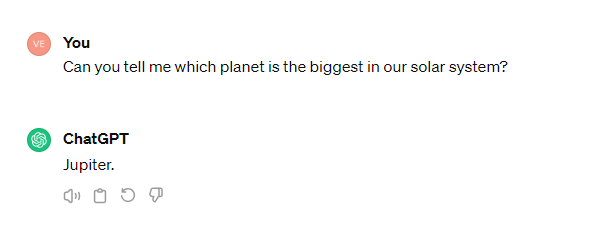 VE
You
Can you tell me which planet is the biggest in our solar system?
ChatGPT
Jupiter.